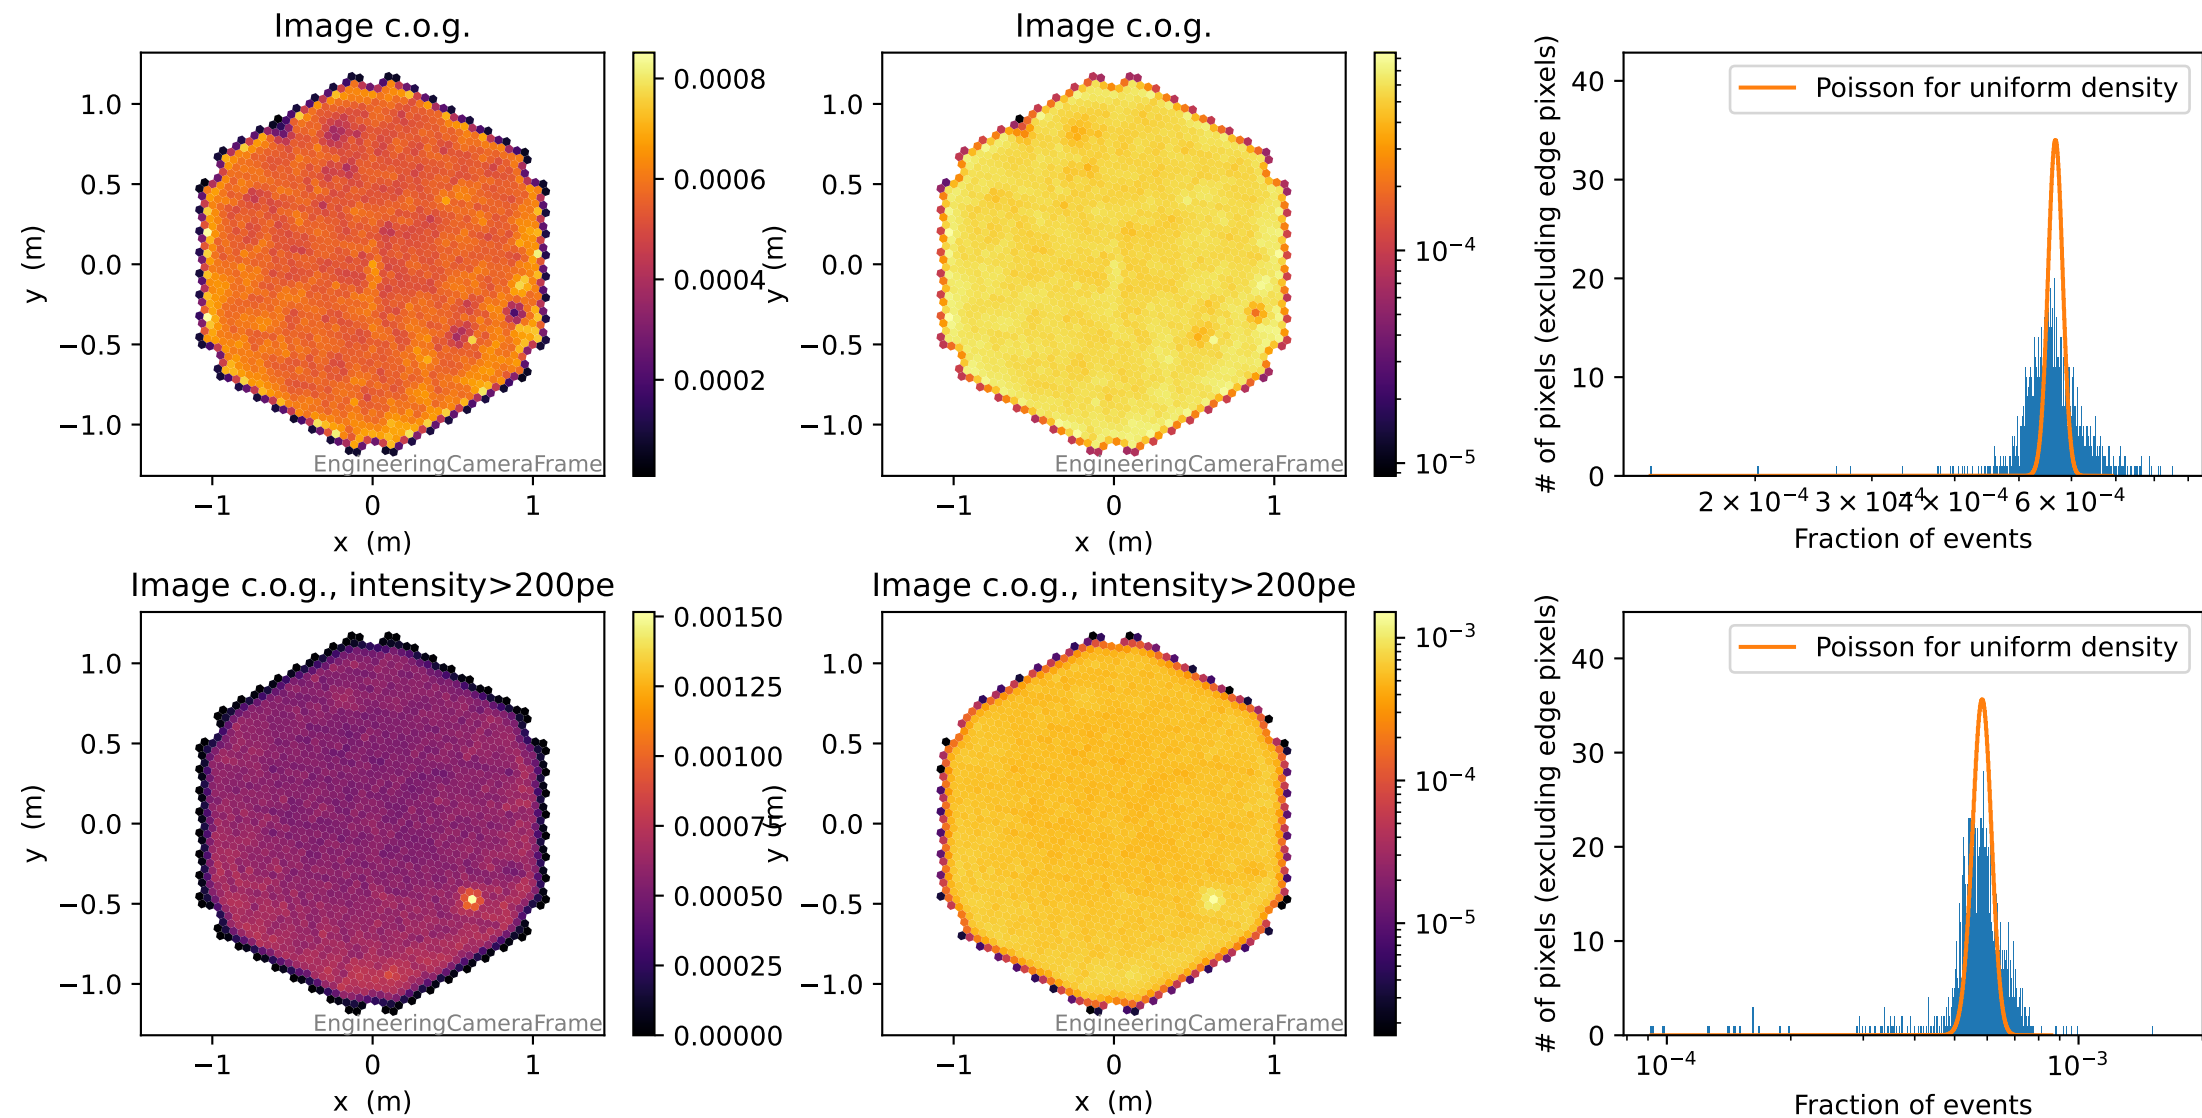 Image c.o.g.
y (m)
1.0
0.5
0.0
−0.5
−1.0
−1
0
1
x (m)
EngineeringCameraFrame
0.0008
0.0006
0.0004
0.0002
Image c.o.g.
y (m)
1.0
0.5
0.0
−0.5
−1.0
−1
0
1
x (m)
EngineeringCameraFrame
10⁻⁴
10⁻⁵
# of pixels (excluding edge pixels)
40
30
20
10
0
Poisson for uniform density
2 × 10⁻⁴
3 × 10⁻⁴
4 × 10⁻⁴
6 × 10⁻⁴
Fraction of events
Image c.o.g., intensity>200pe
y (m)
1.0
0.5
0.0
−0.5
−1.0
−1
0
1
x (m)
EngineeringCameraFrame
0.00150
0.00125
0.00100
0.00075
0.00050
0.00025
0.00000
Image c.o.g., intensity>200pe
y (m)
1.0
0.5
0.0
−0.5
−1.0
−1
0
1
x (m)
EngineeringCameraFrame
10⁻³
10⁻⁴
10⁻⁵
# of pixels (excluding edge pixels)
40
30
20
10
0
Poisson for uniform density
10⁻⁴
10⁻³
Fraction of events